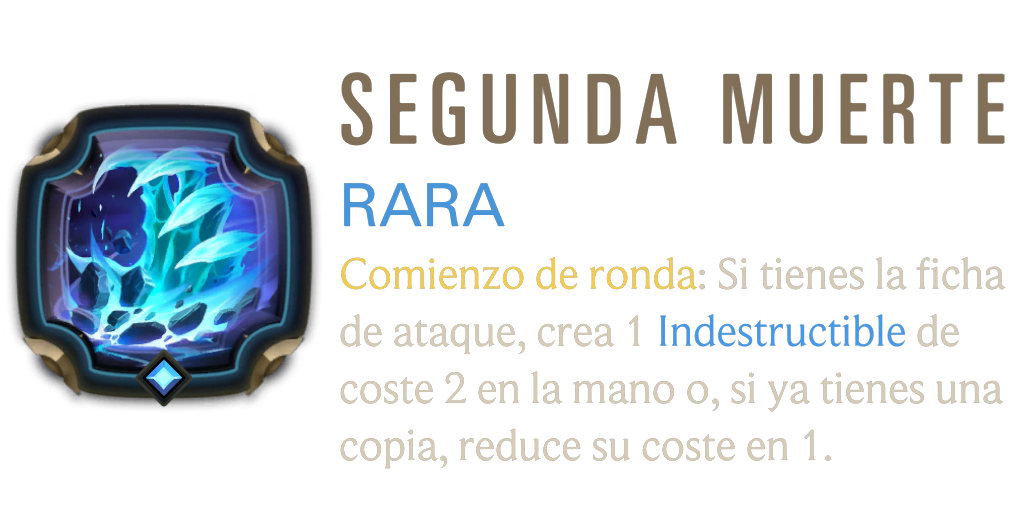 SEGUNDA MUERTE
RARA
Comienzo de ronda: Si tienes la ficha
de ataque, crea 1 Indestructible de
coste 2 en la mano o, si ya tienes una
copia, reduce su coste en 1.